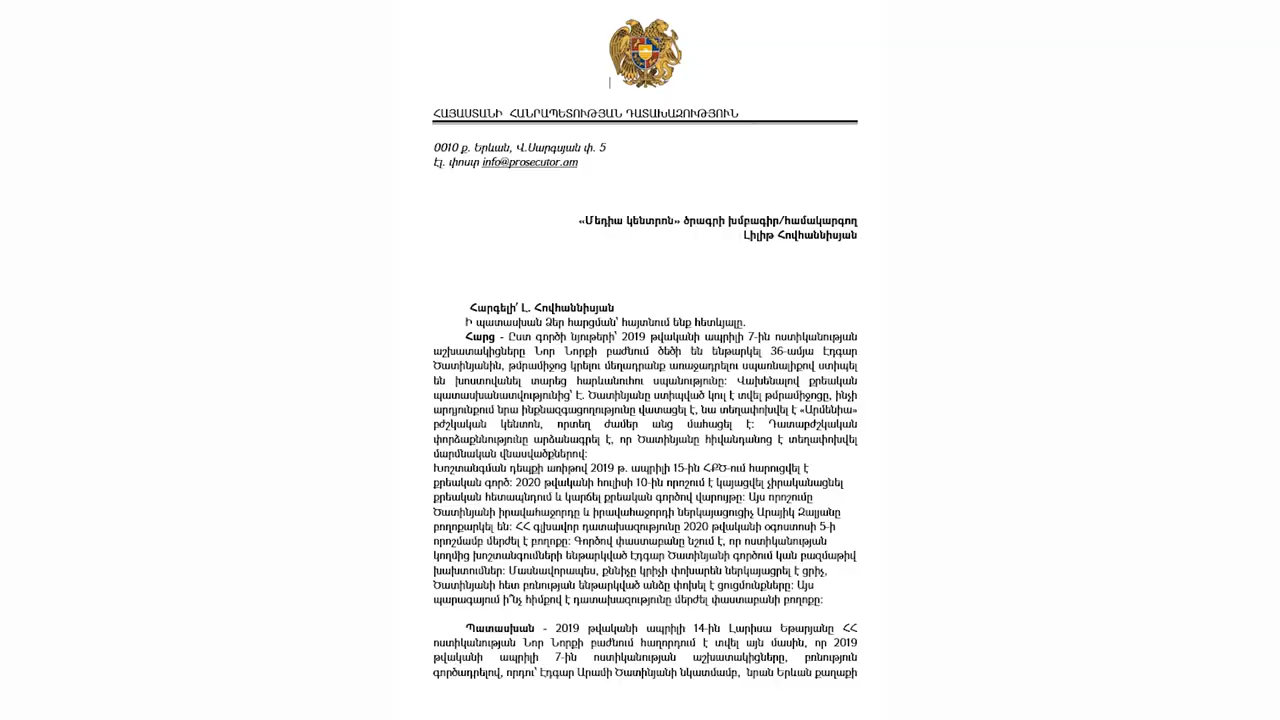 ՀԱՅԱՍՏԱՆԻ ՀԱՆՐԱՊԵՏՈՒԹՅԱՆ ԴԱՏԱԽԱԶՈՒԹՅՈՒՆ
0010 ք. Երևան, Վ.Սարգսյան փ. 5
Էլ. փոստ info@prosecutor.am
«Մեդիա կենտրոն» ծրագրի խմբագիր/համակարգող
Լիլիթ Հովհաննիսյան
Հարգելի՛ Լ. Հովհաննիսյան
Ի պատասխան Ձեր հարցման՝ հայտնում ենք հետևյալը.
Հարց - Ըստ գործի նյութերի՝ 2019 թվականի ապրիլի 7-ին ոստիկանության
աշխատակիցները Նոր Նորքի բաժնում ծեծի են ենթարկել 36-ամյա Էդգար
Ծատինյանին, թմրամիջոց կրելու մեղադրանք առաջադրելու սպառնալիքով ստիպել
են խոստովանել տարեց հարևանուհու սպանությունը: Վախենալով քրեական
պատասխանատվությունից՝ Է. Ծատինյանը ստիպված կուլ է տվել թմրամիջոցը, ինչի
արդյունքում նրա ինքնազգացողությունը վատացել է, նա տեղափոխվել է «Արմենիա»
բժշկական կենտոն, որտեղ ժամեր անց մահացել է: Դատաբժշկական
փորձաքննությունը արձանագրել է, որ Ծատինյանը հիվանդանոց է տեղափոխվել
մարմնական վնասվածքներով:
Խոշտանգման դեպքի առիթով 2019 թ. ապրիլի 15-ին ՀՔԾ-ում հարուցվել է
քրեական գործ: 2020 թվականի հուլիսի 10-ին որոշում է կայացվել չիրականացնել
քրեական հետապնդում և կարճել քրեական գործով վարույթը: Այս որոշումը
Ծատինյանի իրավահաջորդը և իրավահաջորդի ներկայացուցիչ Արայիկ Զալյանը
բողոքարկել են: ՀՀ գլխավոր դատախազությունը 2020 թվականի օգոստոսի 5-ի
որոշմամբ մերժել է բողոքը: Գործով փաստաբանը նշում է, որ ոստիկանության
կողմից խոշտանգումների ենթարկված Էդգար Ծատինյանի գործում կան բազմաթիվ
խախտումներ: Մասնավորապես, քննիչը կրիչի փոխարեն ներկայացրել է ցրիչ,
Ծատինյանի հետ բռնության ենթարկված անձը փոխել է ցուցմունքները: Այս
պարագայում ի՞նչ հիմքով է դատախազությունը մերժել փաստաբանի բողոքը:
Պատասխան - 2019 թվականի ապրիլի 14-ին Լարիսա Եթարյանը ՀՀ
ոստիկանության Նոր Նորքի բաժնում հաղորդում է տվել այն մասին, որ 2019
թվականի ապրիլի 7-ին ոստիկանության աշխատակիցները, բռնություն
գործադրելով, որդու՝ Էդգար Արամի Ծատինյանի նկատմամբ, նրան Երևան քաղաքի